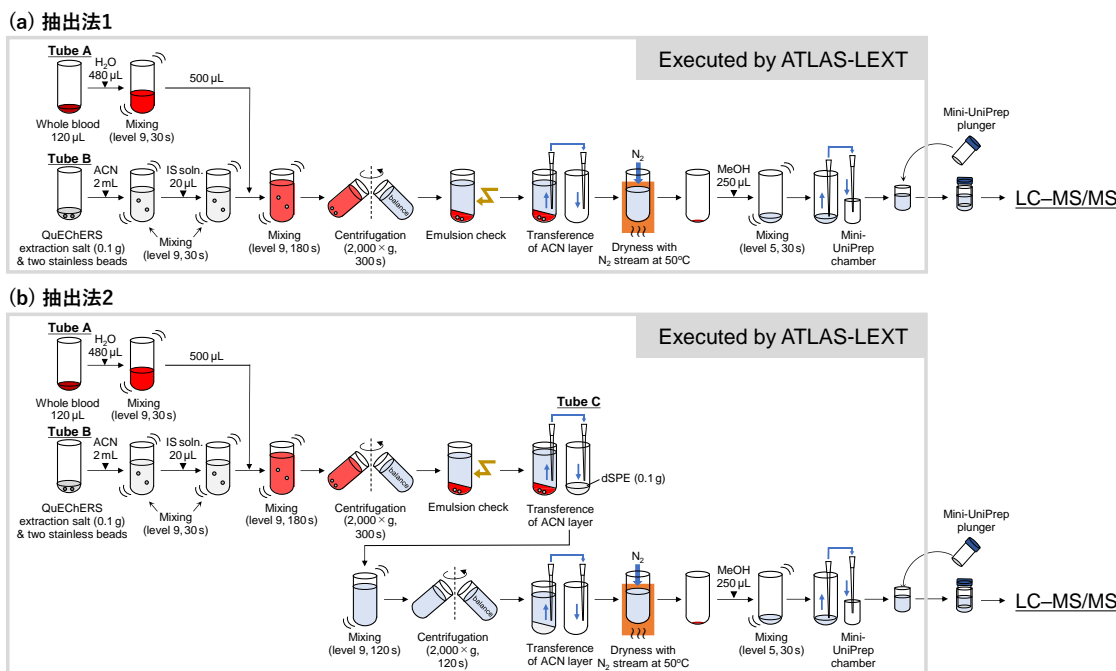 (a) 抽出法1
Executed by ATLAS-LEXT
Tube A
H₂O
480 µL
500 µL
Whole blood
120 µL
Mixing
(level 9, 30 s)
Tube B
ACN
2 mL
IS soln.
20 µL
QuEChERS
extraction salt (0.1 g)
& two stainless beads
Mixing
(level 9, 30 s)
Mixing
(level 9, 180 s)
balance
Centrifugation
(2,000 × g,
300 s)
Emulsion check
Transference
of ACN layer
N₂
Dryness with
N₂ stream at 50°C
MeOH
250 µL
Mixing
(level 5, 30 s)
Mini-
UniPrep
chamber
Mini-UniPrep
plunger
LC–MS/MS
(b) 抽出法2
Executed by ATLAS-LEXT
Tube A
H₂O
480 µL
500 µL
Whole blood
120 µL
Mixing
(level 9, 30 s)
Tube B
ACN
2 mL
IS soln.
20 µL
QuEChERS
extraction salt (0.1 g)
& two stainless beads
Mixing
(level 9, 30 s)
Mixing
(level 9, 180 s)
balance
Centrifugation
(2,000 × g,
300 s)
Emulsion check
Tube C
dSPE (0.1 g)
Transference
of ACN layer
Mixing
(level 9, 120 s)
balance
Centrifugation
(2,000 × g,
120 s)
Transference
of ACN layer
N₂
Dryness with
N₂ stream at 50°C
MeOH
250 µL
Mixing
(level 5, 30 s)
Mini-
UniPrep
chamber
Mini-UniPrep
plunger
LC–MS/MS